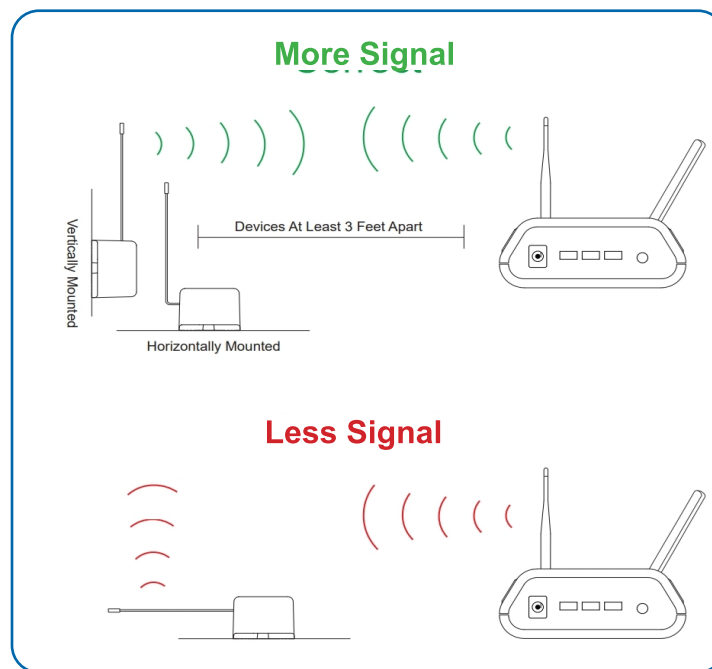 More Signal
Devices At Least 3 Feet Apart
Vertically Mounted
Horizontally Mounted
Less Signal